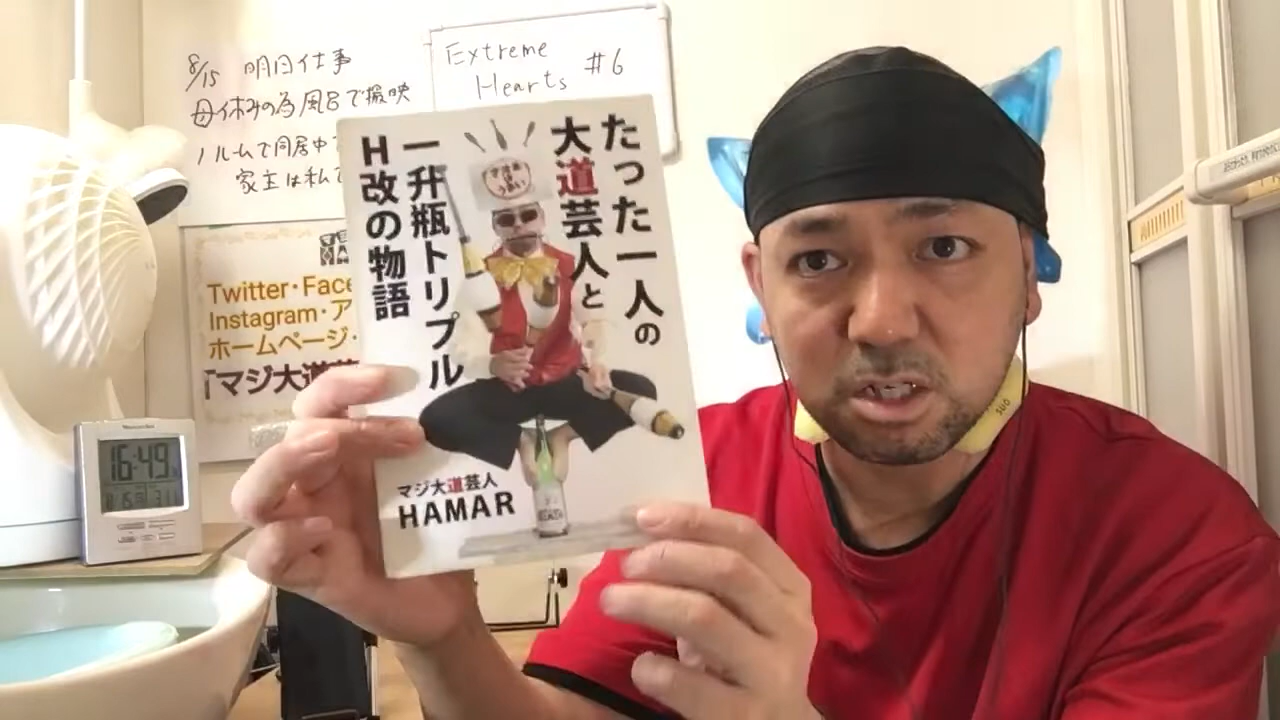 8/15 明日仕事
母休みの為風呂で撮映
ノルムで同居中
家主は私で
Extreme
Hearts #6
たった一人の
大道芸人と
一升瓶トリプル
H改の物語
マジ大道芸人
HAMAR
Twitter・Face
Instagram・ア
ホームページ・
「マジ大道芸
16:49
SUO